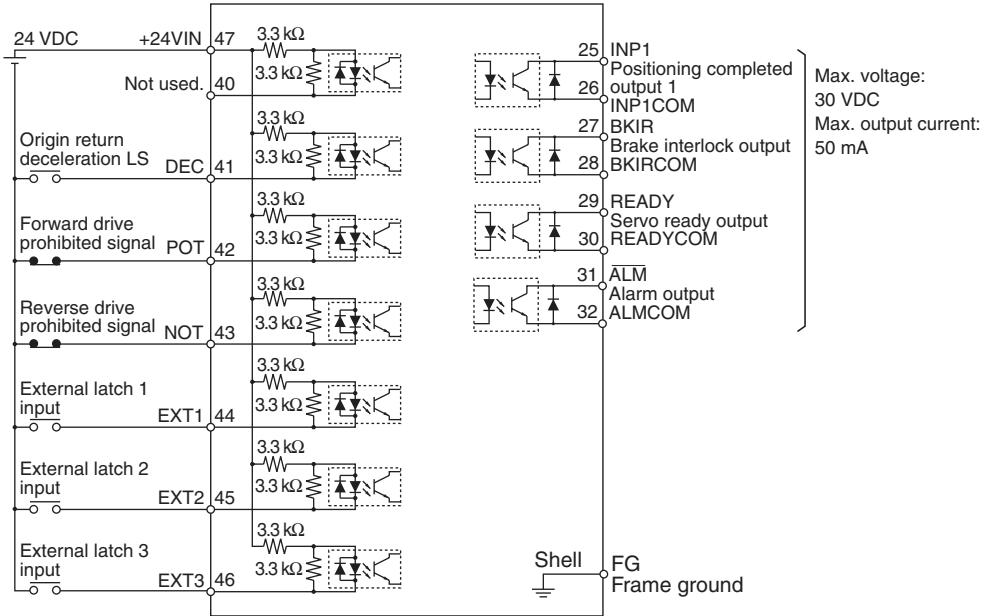 24 VDC
+24VIN 47
3.3 kΩ
3.3 kΩ
Not used. 40
3.3 kΩ
3.3 kΩ
Origin return
deceleration LS
DEC 41
3.3 kΩ
3.3 kΩ
Forward drive
prohibited signal
POT 42
3.3 kΩ
3.3 kΩ
Reverse drive
prohibited signal
NOT 43
3.3 kΩ
3.3 kΩ
External latch 1
input
EXT1 44
3.3 kΩ
3.3 kΩ
External latch 2
input
EXT2 45
3.3 kΩ
3.3 kΩ
External latch 3
input
EXT3 46
25 INP1
Positioning completed
output 1
26
INP1COM
27 BKIR
Brake interlock output
28 BKIRCOM
29 READY
Servo ready output
30 READYCOM
31 ALM
Alarm output
32 ALMCOM
Max. voltage:
30 VDC
Max. output current:
50 mA
Shell FG
Frame ground